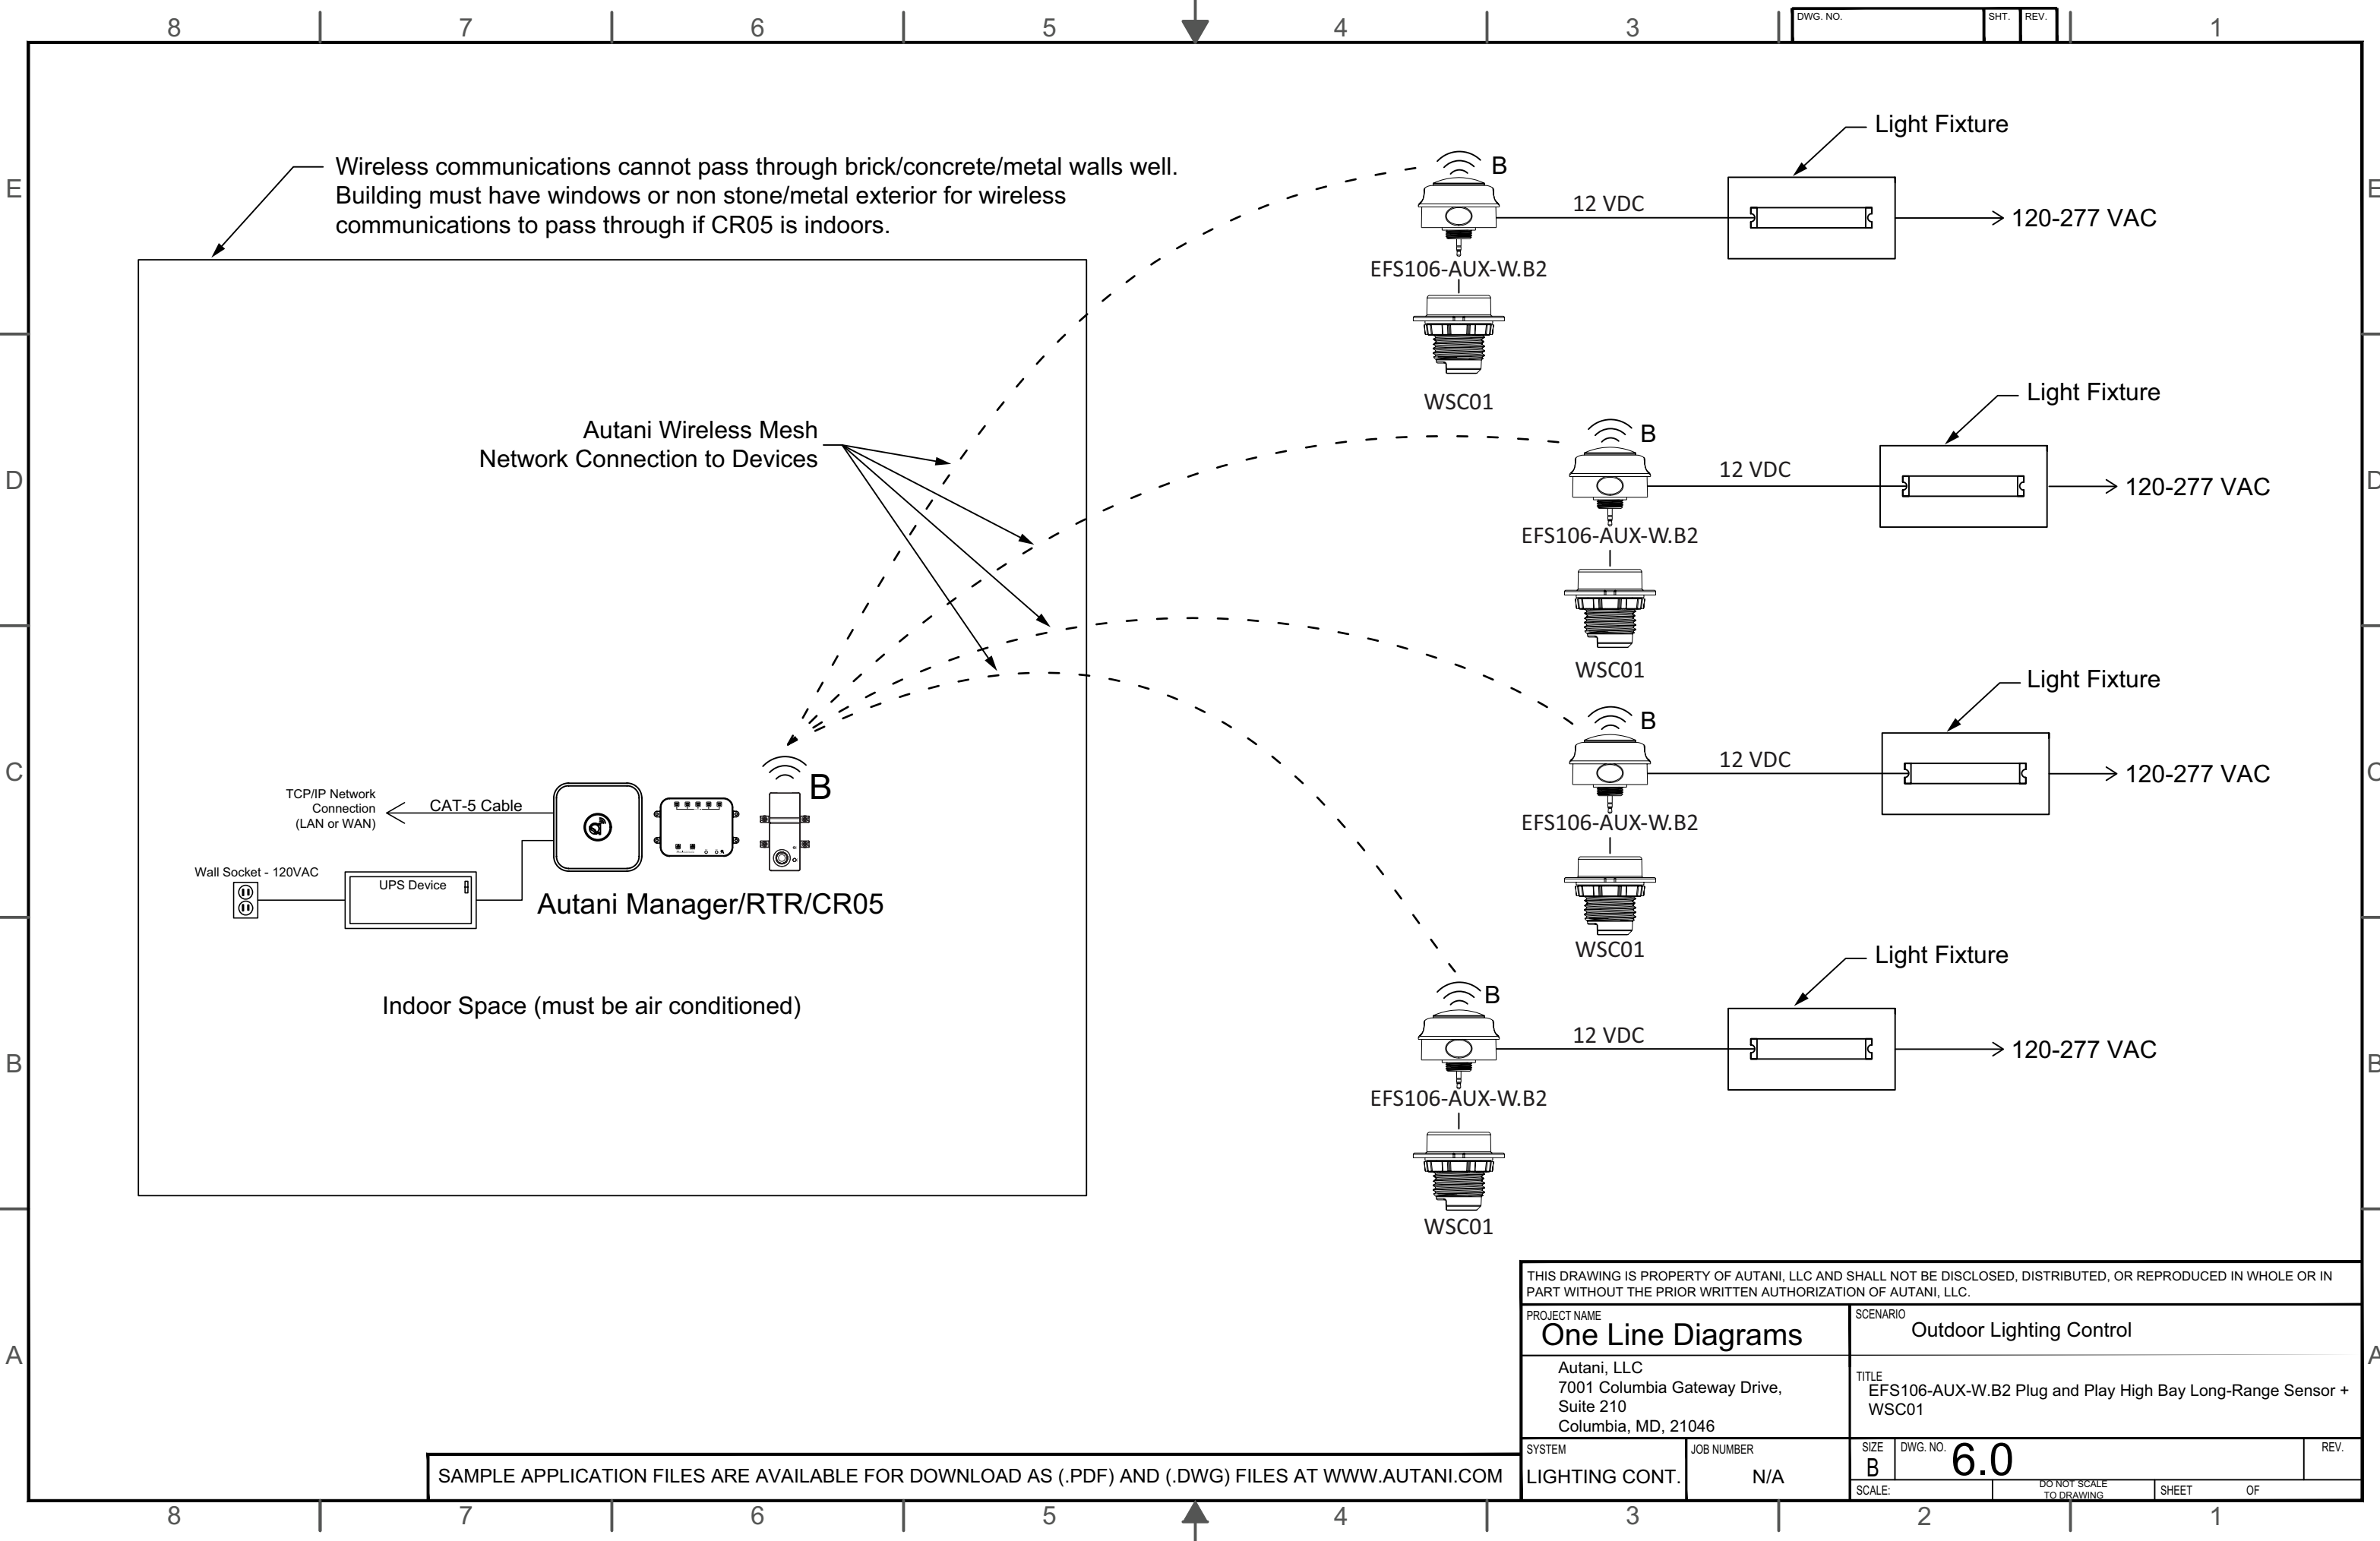 8 7 6 5 4 3 1
DWG. NO. SHT. REV.
E
D
C
B
A
E
D
C
B
A
Wireless communications cannot pass through brick/concrete/metal walls well.
Building must have windows or non stone/metal exterior for wireless
communications to pass through if CR05 is indoors.
Autani Wireless Mesh
Network Connection to Devices
TCP/IP Network
Connection
(LAN or WAN)
CAT-5 Cable
Wall Socket - 120VAC
UPS Device
B
Autani Manager/RTR/CR05
Indoor Space (must be air conditioned)
B
12 VDC
Light Fixture
120-277 VAC
EFS106-AUX-W.B2
WSC01
B
12 VDC
Light Fixture
120-277 VAC
EFS106-AUX-W.B2
WSC01
B
12 VDC
Light Fixture
120-277 VAC
EFS106-AUX-W.B2
WSC01
B
12 VDC
Light Fixture
120-277 VAC
EFS106-AUX-W.B2
WSC01
THIS DRAWING IS PROPERTY OF AUTANI, LLC AND SHALL NOT BE DISCLOSED, DISTRIBUTED, OR REPRODUCED IN WHOLE OR IN
PART WITHOUT THE PRIOR WRITTEN AUTHORIZATION OF AUTANI, LLC.
PROJECT NAME
One Line Diagrams
SCENARIO
Outdoor Lighting Control
Autani, LLC
7001 Columbia Gateway Drive,
Suite 210
Columbia, MD, 21046
TITLE
EFS106-AUX-W.B2 Plug and Play High Bay Long-Range Sensor +
WSC01
SYSTEM
LIGHTING CONT.
JOB NUMBER
N/A
SIZE
B
DWG. NO.
6.0
REV.
SCALE:
DO NOT SCALE
TO DRAWING
SHEET OF
SAMPLE APPLICATION FILES ARE AVAILABLE FOR DOWNLOAD AS (.PDF) AND (.DWG) FILES AT WWW.AUTANI.COM
8 7 6 5 4 3 2 1